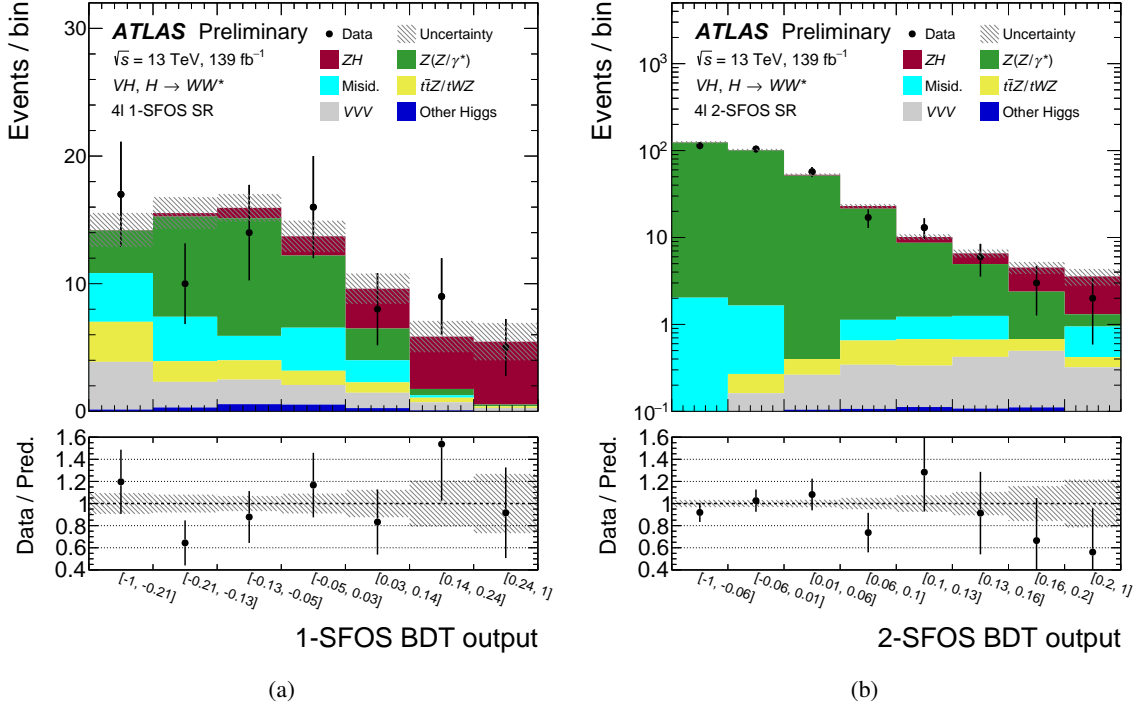 Events / bin
30
20
10
0
ATLAS Preliminary
√s = 13 TeV, 139 fb⁻¹
VH, H → WW*
4l 1-SFOS SR
Data
Uncertainty
ZH
Z(Z/γ*)
Misid.
tt̄Z/tWZ
VVV
Other Higgs
Data / Pred.
1.6
1.4
1.2
1
0.8
0.6
0.4
[-1, -0.21]
[-0.21, -0.13]
[-0.13, -0.05]
[-0.05, 0.03]
[0.03, 0.14]
[0.14, 0.24]
[0.24, 1]
1-SFOS BDT output
(a)
Events / bin
10³
10²
10
1
10⁻¹
ATLAS Preliminary
√s = 13 TeV, 139 fb⁻¹
VH, H → WW*
4l 2-SFOS SR
Data
Uncertainty
ZH
Z(Z/γ*)
Misid.
tt̄Z/tWZ
VVV
Other Higgs
Data / Pred.
1.6
1.4
1.2
1
0.8
0.6
0.4
[-1, -0.06]
[-0.06, 0.01]
[0.01, 0.06]
[0.06, 0.1]
[0.1, 0.13]
[0.13, 0.16]
[0.16, 0.2]
[0.2, 1]
2-SFOS BDT output
(b)